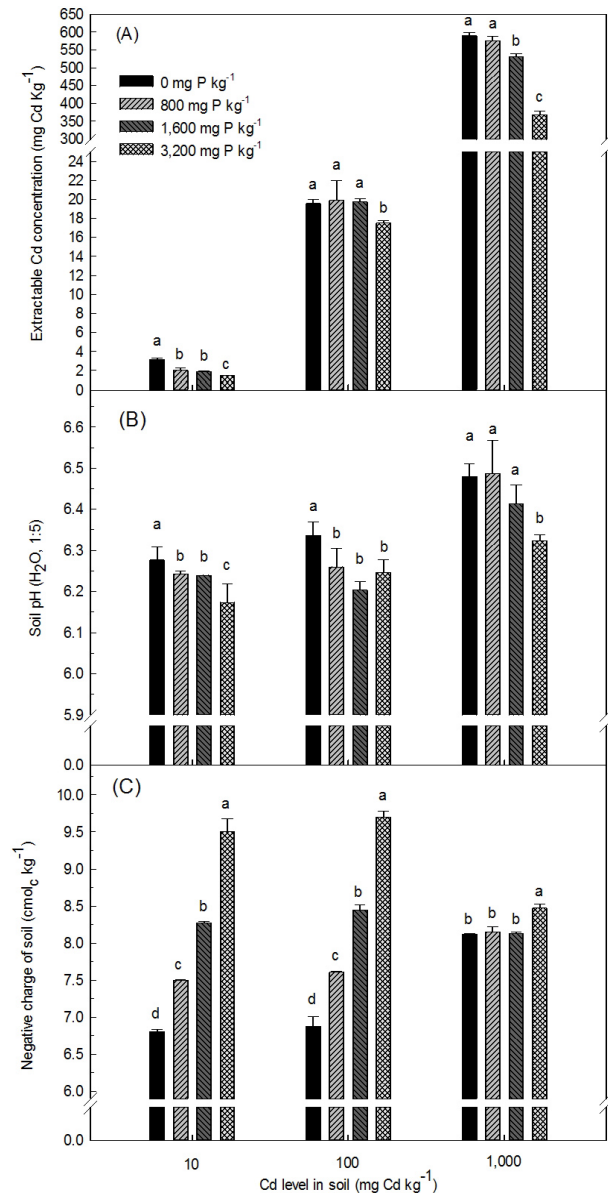 (A)
0 mg P kg⁻¹
800 mg P kg⁻¹
1,600 mg P kg⁻¹
3,200 mg P kg⁻¹
Extractable Cd concentration (mg Cd Kg⁻¹)
650
600
550
500
450
400
350
300
24
22
20
18
16
14
12
10
8
6
4
2
0
a b b c
a a a b
a a b c
(B)
Soil pH (H₂O, 1:5)
6.6
6.5
6.4
6.3
6.2
6.1
6.0
5.9
0.0
a b b c
a b b b
a a a b
(C)
Negative charge of soil (cmol꜀ kg⁻¹)
10.0
9.5
9.0
8.5
8.0
7.5
7.0
6.5
6.0
0.0
d c b a
d c b a
b b b a
10 100 1,000
Cd level in soil (mg Cd kg⁻¹)